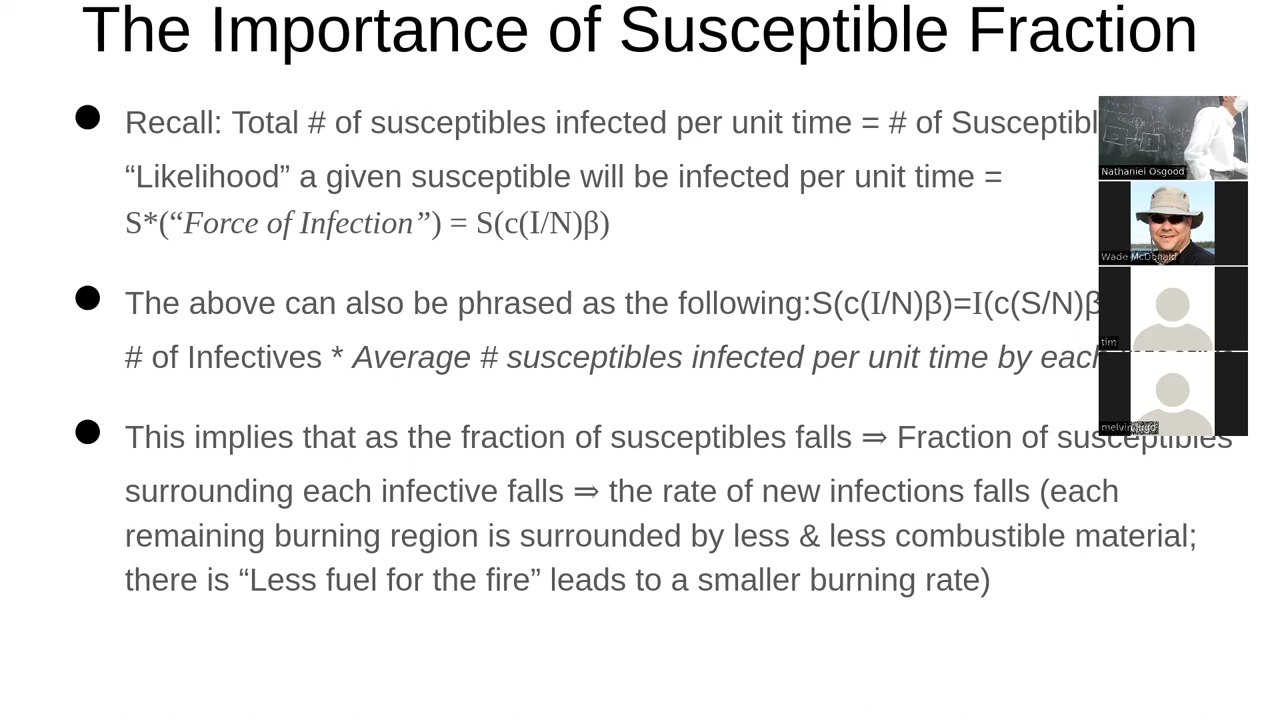 The Importance of Susceptible Fraction
Recall: Total # of susceptibles infected per unit time = # of
“Likelihood” a given susceptible will be infected per unit time =
S*(“Force of Infection”) = S(c(I/N)β)
The above can also be phrased as the following:S(c(I/N)β)=I(c(S/N)β
# of Infectives * Average # susceptibles infected per unit time by each
This implies that as the fraction of susceptibles falls ⇒ Fraction of susceptibles
surrounding each infective falls ⇒ the rate of new infections falls (each
remaining burning region is surrounded by less & less combustible material;
there is “Less fuel for the fire” leads to a smaller burning rate)
Nathaniel Osgood
Wade McDonald
tim